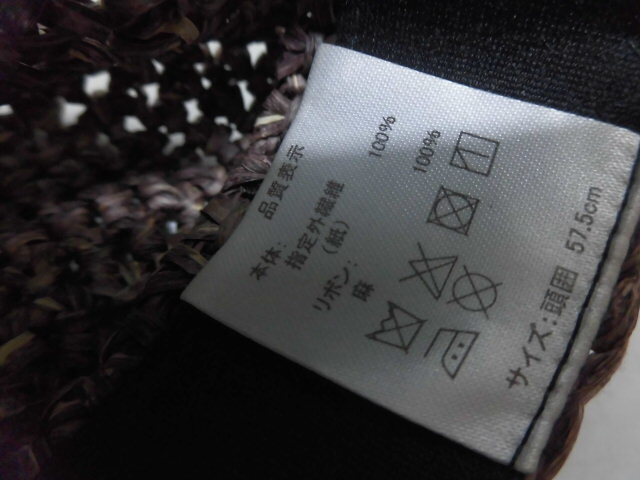 品質表示
本体:
指定外繊維 100%
(紙)
リボン:
麻 100%
サイズ:頭囲 57.5cm